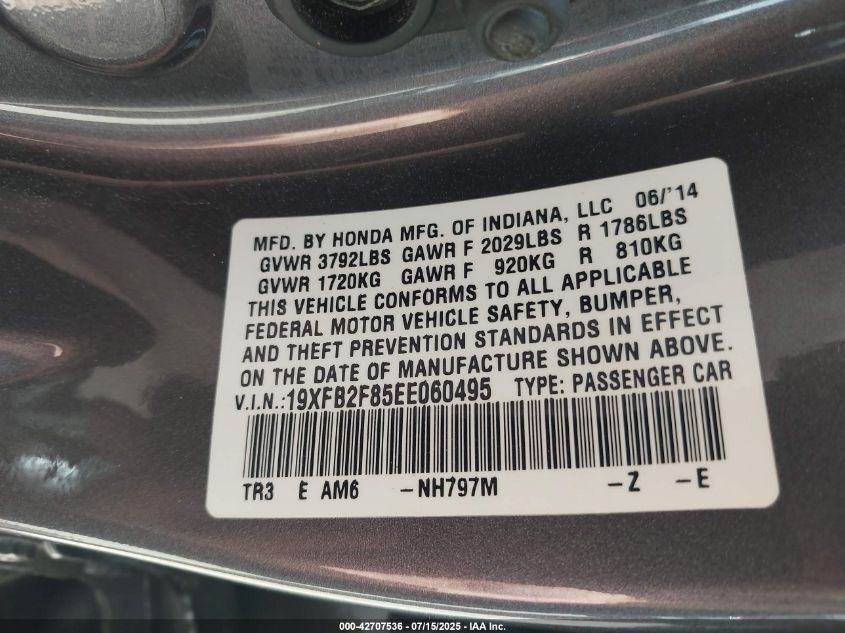 MFD. BY HONDA MFG. OF INDIANA, LLC 06/'14
GVWR 3792LBS GAWR F 2029LBS R 1786LBS
GVWR 1720KG GAWR F 920KG R 810KG
THIS VEHICLE CONFORMS TO ALL APPLICABLE
FEDERAL MOTOR VEHICLE SAFETY, BUMPER,
AND THEFT PREVENTION STANDARDS IN EFFECT
ON THE DATE OF MANUFACTURE SHOWN ABOVE.
V.I.N.:19XFB2F85EE060495 TYPE: PASSENGER CAR
TR3 E AM6 -NH797M -Z -E
000-42707536 - 07/15/2025 - IAA Inc.